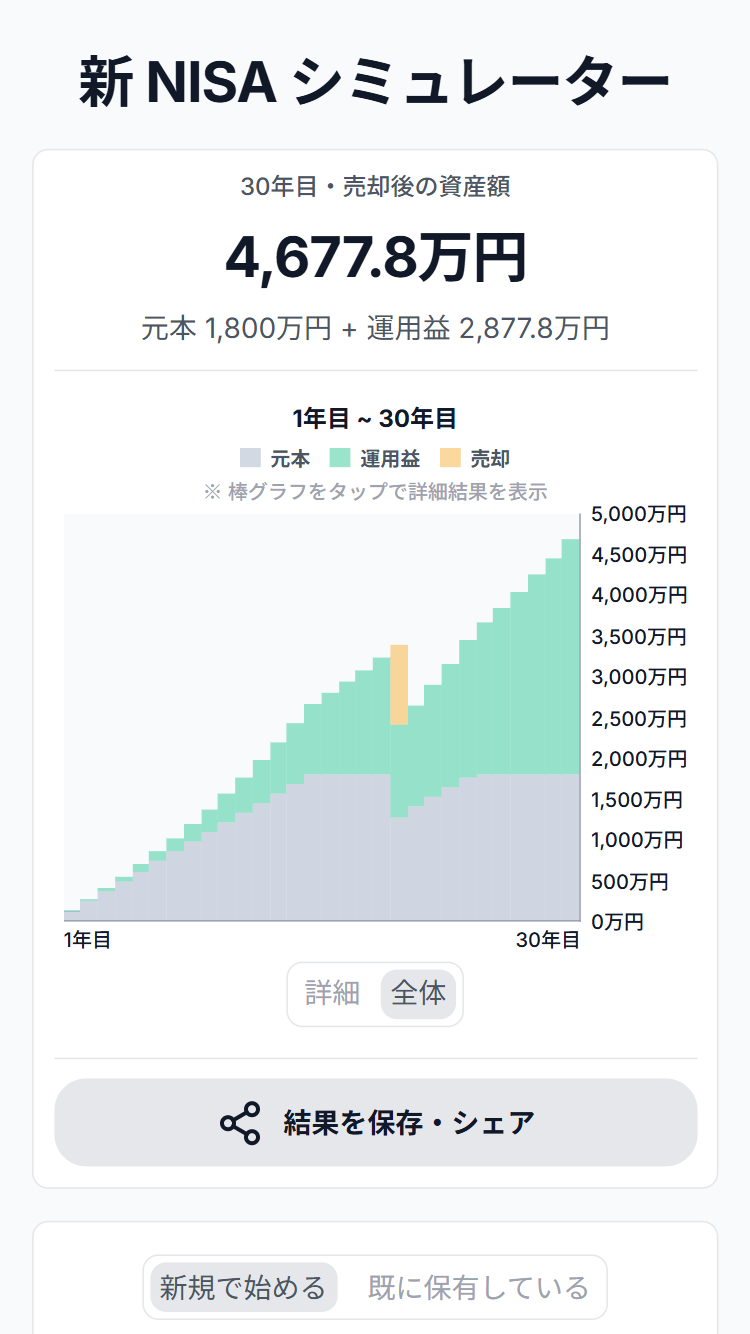 新 NISA シミュレーター
30年目・売却後の資産額
4,677.8万円
元本 1,800万円 + 運用益 2,877.8万円
1年目 ~ 30年目
元本 運用益 売却
※ 棒グラフをタップで詳細結果を表示
5,000万円
4,500万円
4,000万円
3,500万円
3,000万円
2,500万円
2,000万円
1,500万円
1,000万円
500万円
0万円
1年目 30年目
詳細 全体
結果を保存・シェア
新規で始める 既に保有している